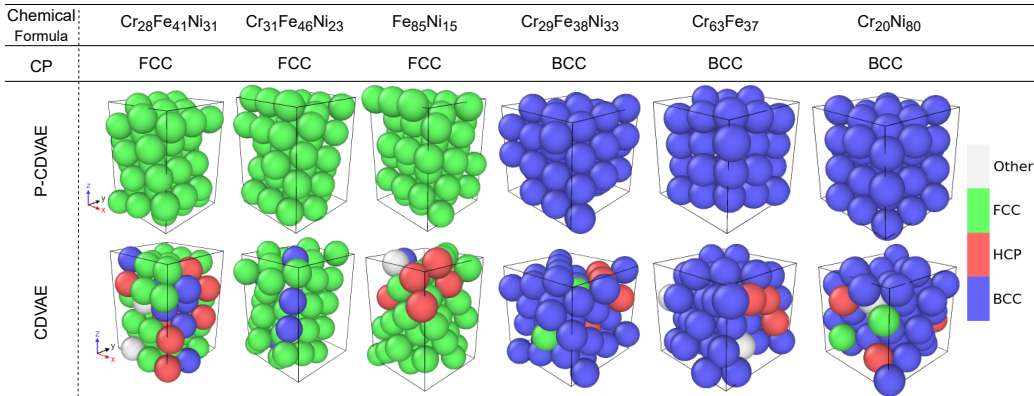 Chemical Formula Cr₂₈Fe₄₁Ni₃₁ Cr₃₁Fe₄₆Ni₂₃ Fe₈₅Ni₁₅ Cr₂₉Fe₃₈Ni₃₃ Cr₆₃Fe₃₇ Cr₂₀Ni₈₀
CP FCC FCC FCC BCC BCC BCC
P-CDVAE
z y x
Other
FCC
HCP
BCC
CDVAE
z y x